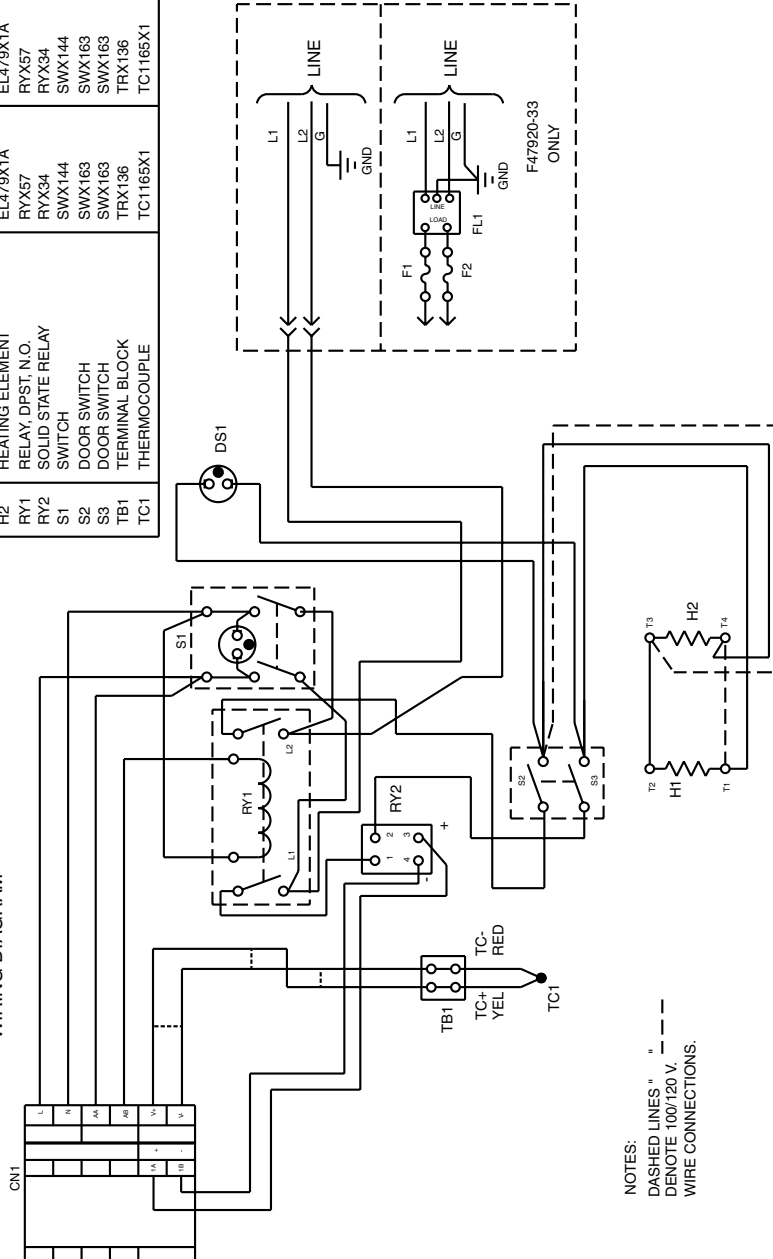 WIRING DIAGRAM
H2 HEATING ELEMENT EL479X1A EL479X1A
RY1 RELAY, DPST, N.O. RYX57 RYX57
RY2 SOLID STATE RELAY RYX34 RYX34
S1 SWITCH SWX144 SWX144
S2 DOOR SWITCH SWX163 SWX163
S3 DOOR SWITCH SWX163 SWX163
TB1 TERMINAL BLOCK TRX136 TRX136
TC1 THERMOCOUPLE TC1165X1 TC1165X1
CN1
L
N
AA
AB
V+
V-
+
-
1A
1B
S1
RY1
L1
L2
RY2
1
2
3
4
+
-
TB1
TC+
YEL
TC-
RED
TC1
DS1
LINE
L1
L2
G
GND
LINE
L1
L2
G
GND
LINE
LOAD
FL1
F1
F2
F47920-33
ONLY
S2
S3
T2
H1
T1
T3
H2
T4
NOTES:
DASHED LINES " "
DENOTE 100/120 V.
WIRE CONNECTIONS.